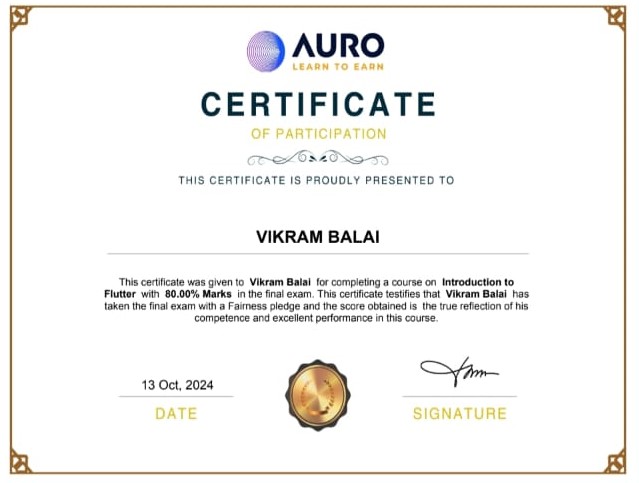 AURO
LEARN TO EARN
CERTIFICATE
OF PARTICIPATION
THIS CERTIFICATE IS PROUDLY PRESENTED TO
VIKRAM BALAI
This certificate was given to Vikram Balai for completing a course on Introduction to
Flutter with 80.00% Marks in the final exam. This certificate testifies that Vikram Balai has
taken the final exam with a Fairness pledge and the score obtained is the true reflection of his
competence and excellent performance in this course.
13 Oct, 2024
DATE
SIGNATURE